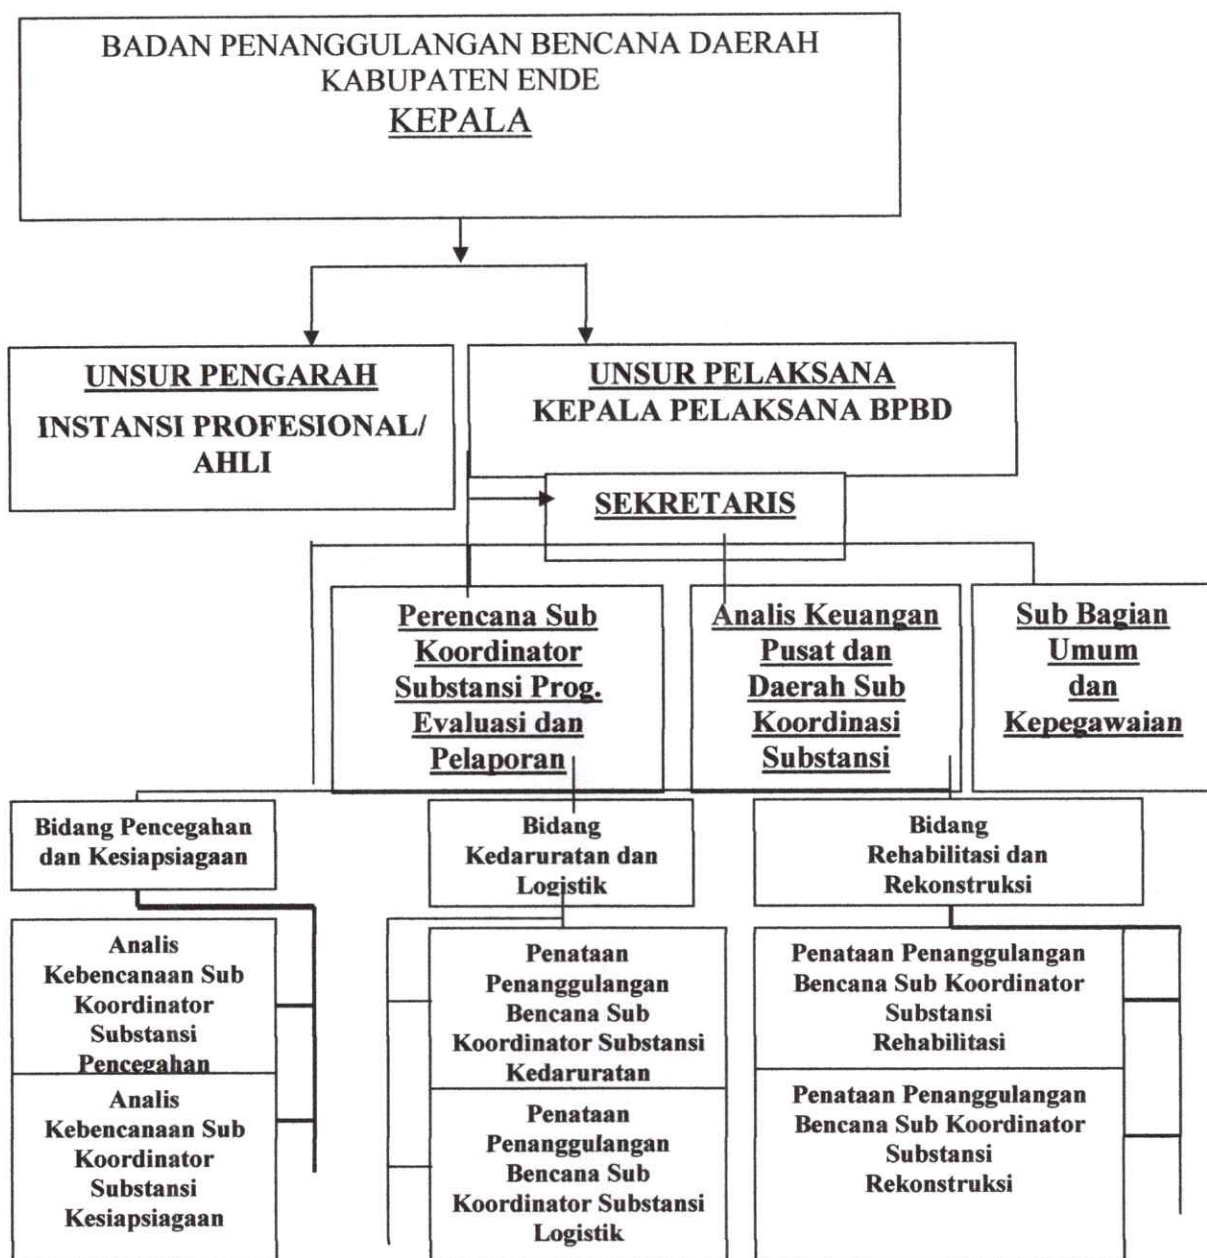 BADAN PENANGGULANGAN BENCANA DAERAH
KABUPATEN ENDE
KEPALA
UNSUR PENGARAH
INSTANSI PROFESIONAL/
AHLI
UNSUR PELAKSANA
KEPALA PELAKSANA BPBD
SEKRETARIS
Perencana Sub
Koordinator
Substansi Prog.
Evaluasi dan
Pelaporan
Analis Keuangan
Pusat dan
Daerah Sub
Koordinasi
Substansi
Sub Bagian
Umum
dan
Kepegawaian
Bidang Pencegahan
dan Kesiapsiagaan
Bidang
Kedaruratan dan
Logistik
Bidang
Rehabilitasi dan
Rekonstruksi
Analis
Kebencanaan Sub
Koordinator
Substansi
Pencegahan
Analis
Kebencanaan Sub
Koordinator
Substansi
Kesiapsiagaan
Penataan
Penanggulangan
Bencana Sub
Koordinator Substansi
Kedaruratan
Penataan
Penanggulangan
Bencana Sub
Koordinator Substansi
Logistik
Penataan Penanggulangan
Bencana Sub Koordinator
Substansi
Rehabilitasi
Penataan Penanggulangan
Bencana Sub Koordinator
Substansi
Rekonstruksi